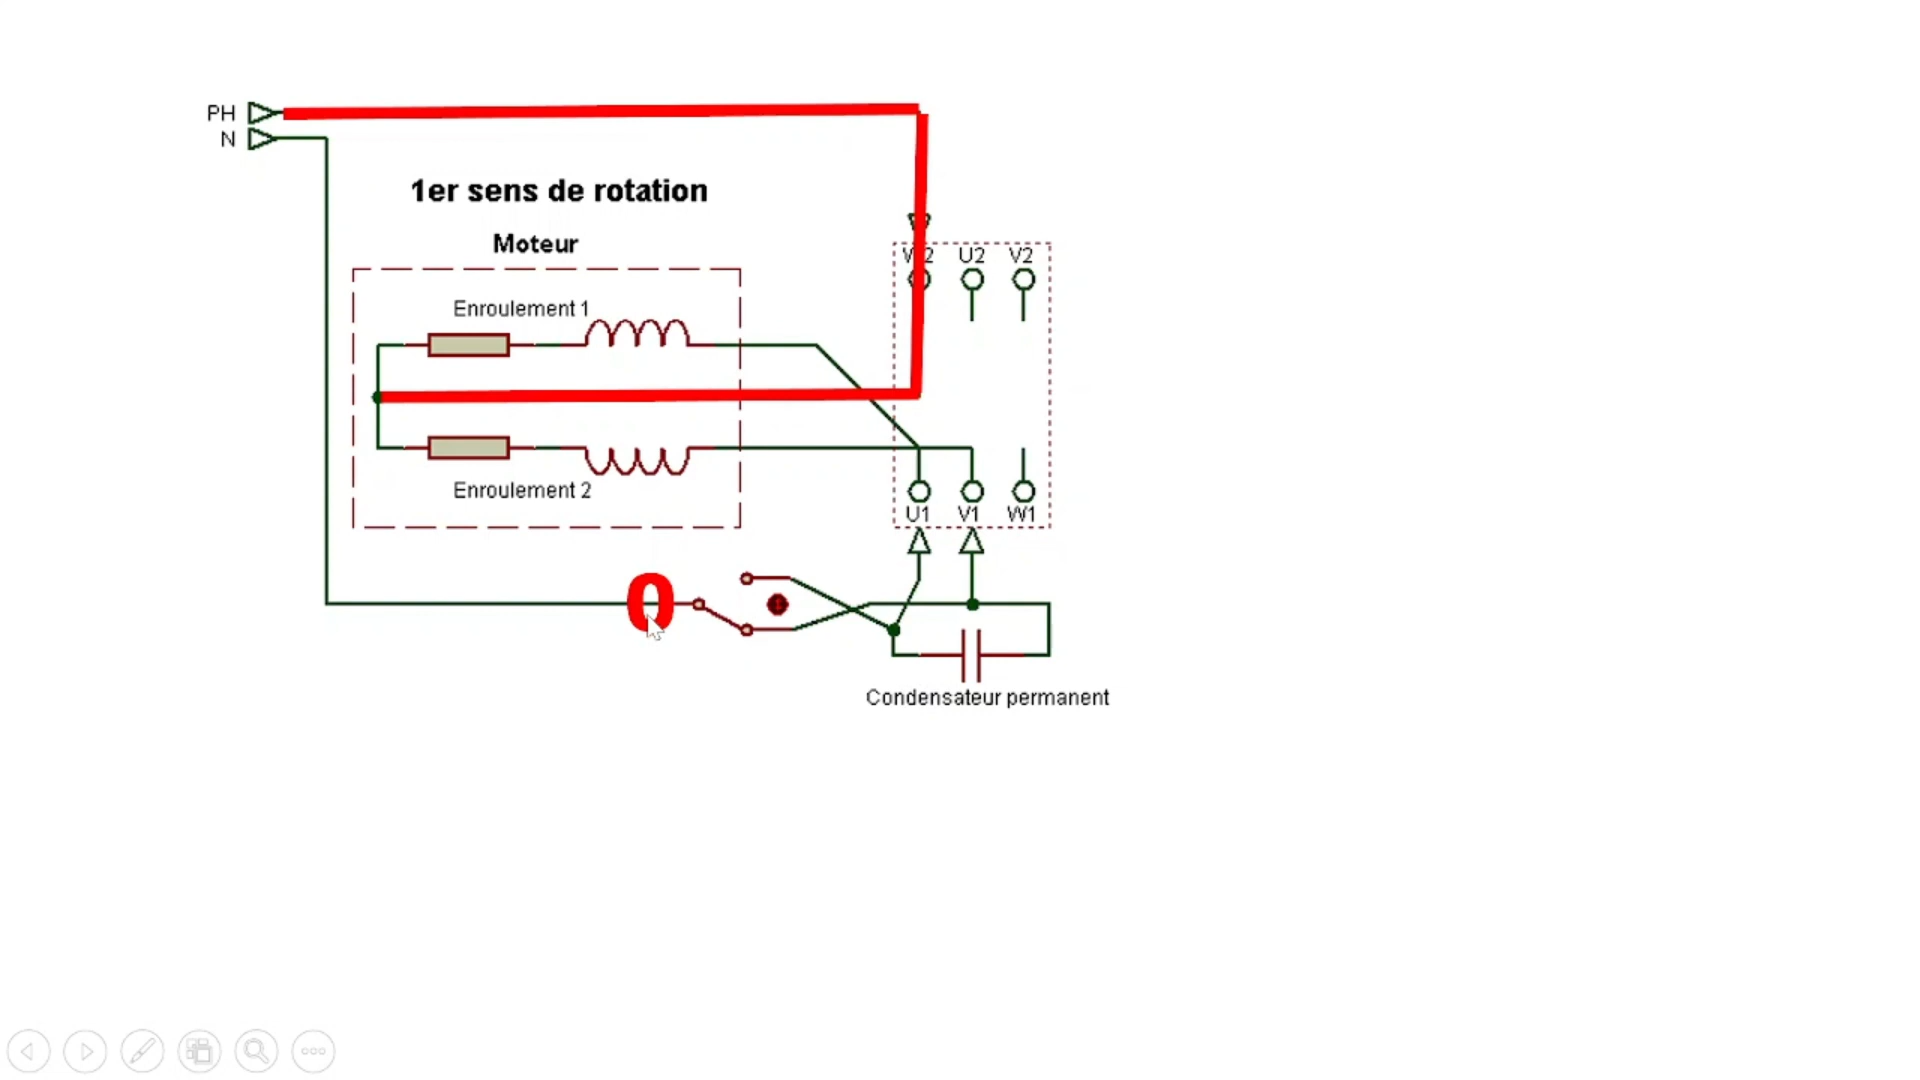 PH
N
1er sens de rotation
Moteur
U2 V2
Enroulement 1
Enroulement 2
U1 V1 W1
0
Condensateur permanent